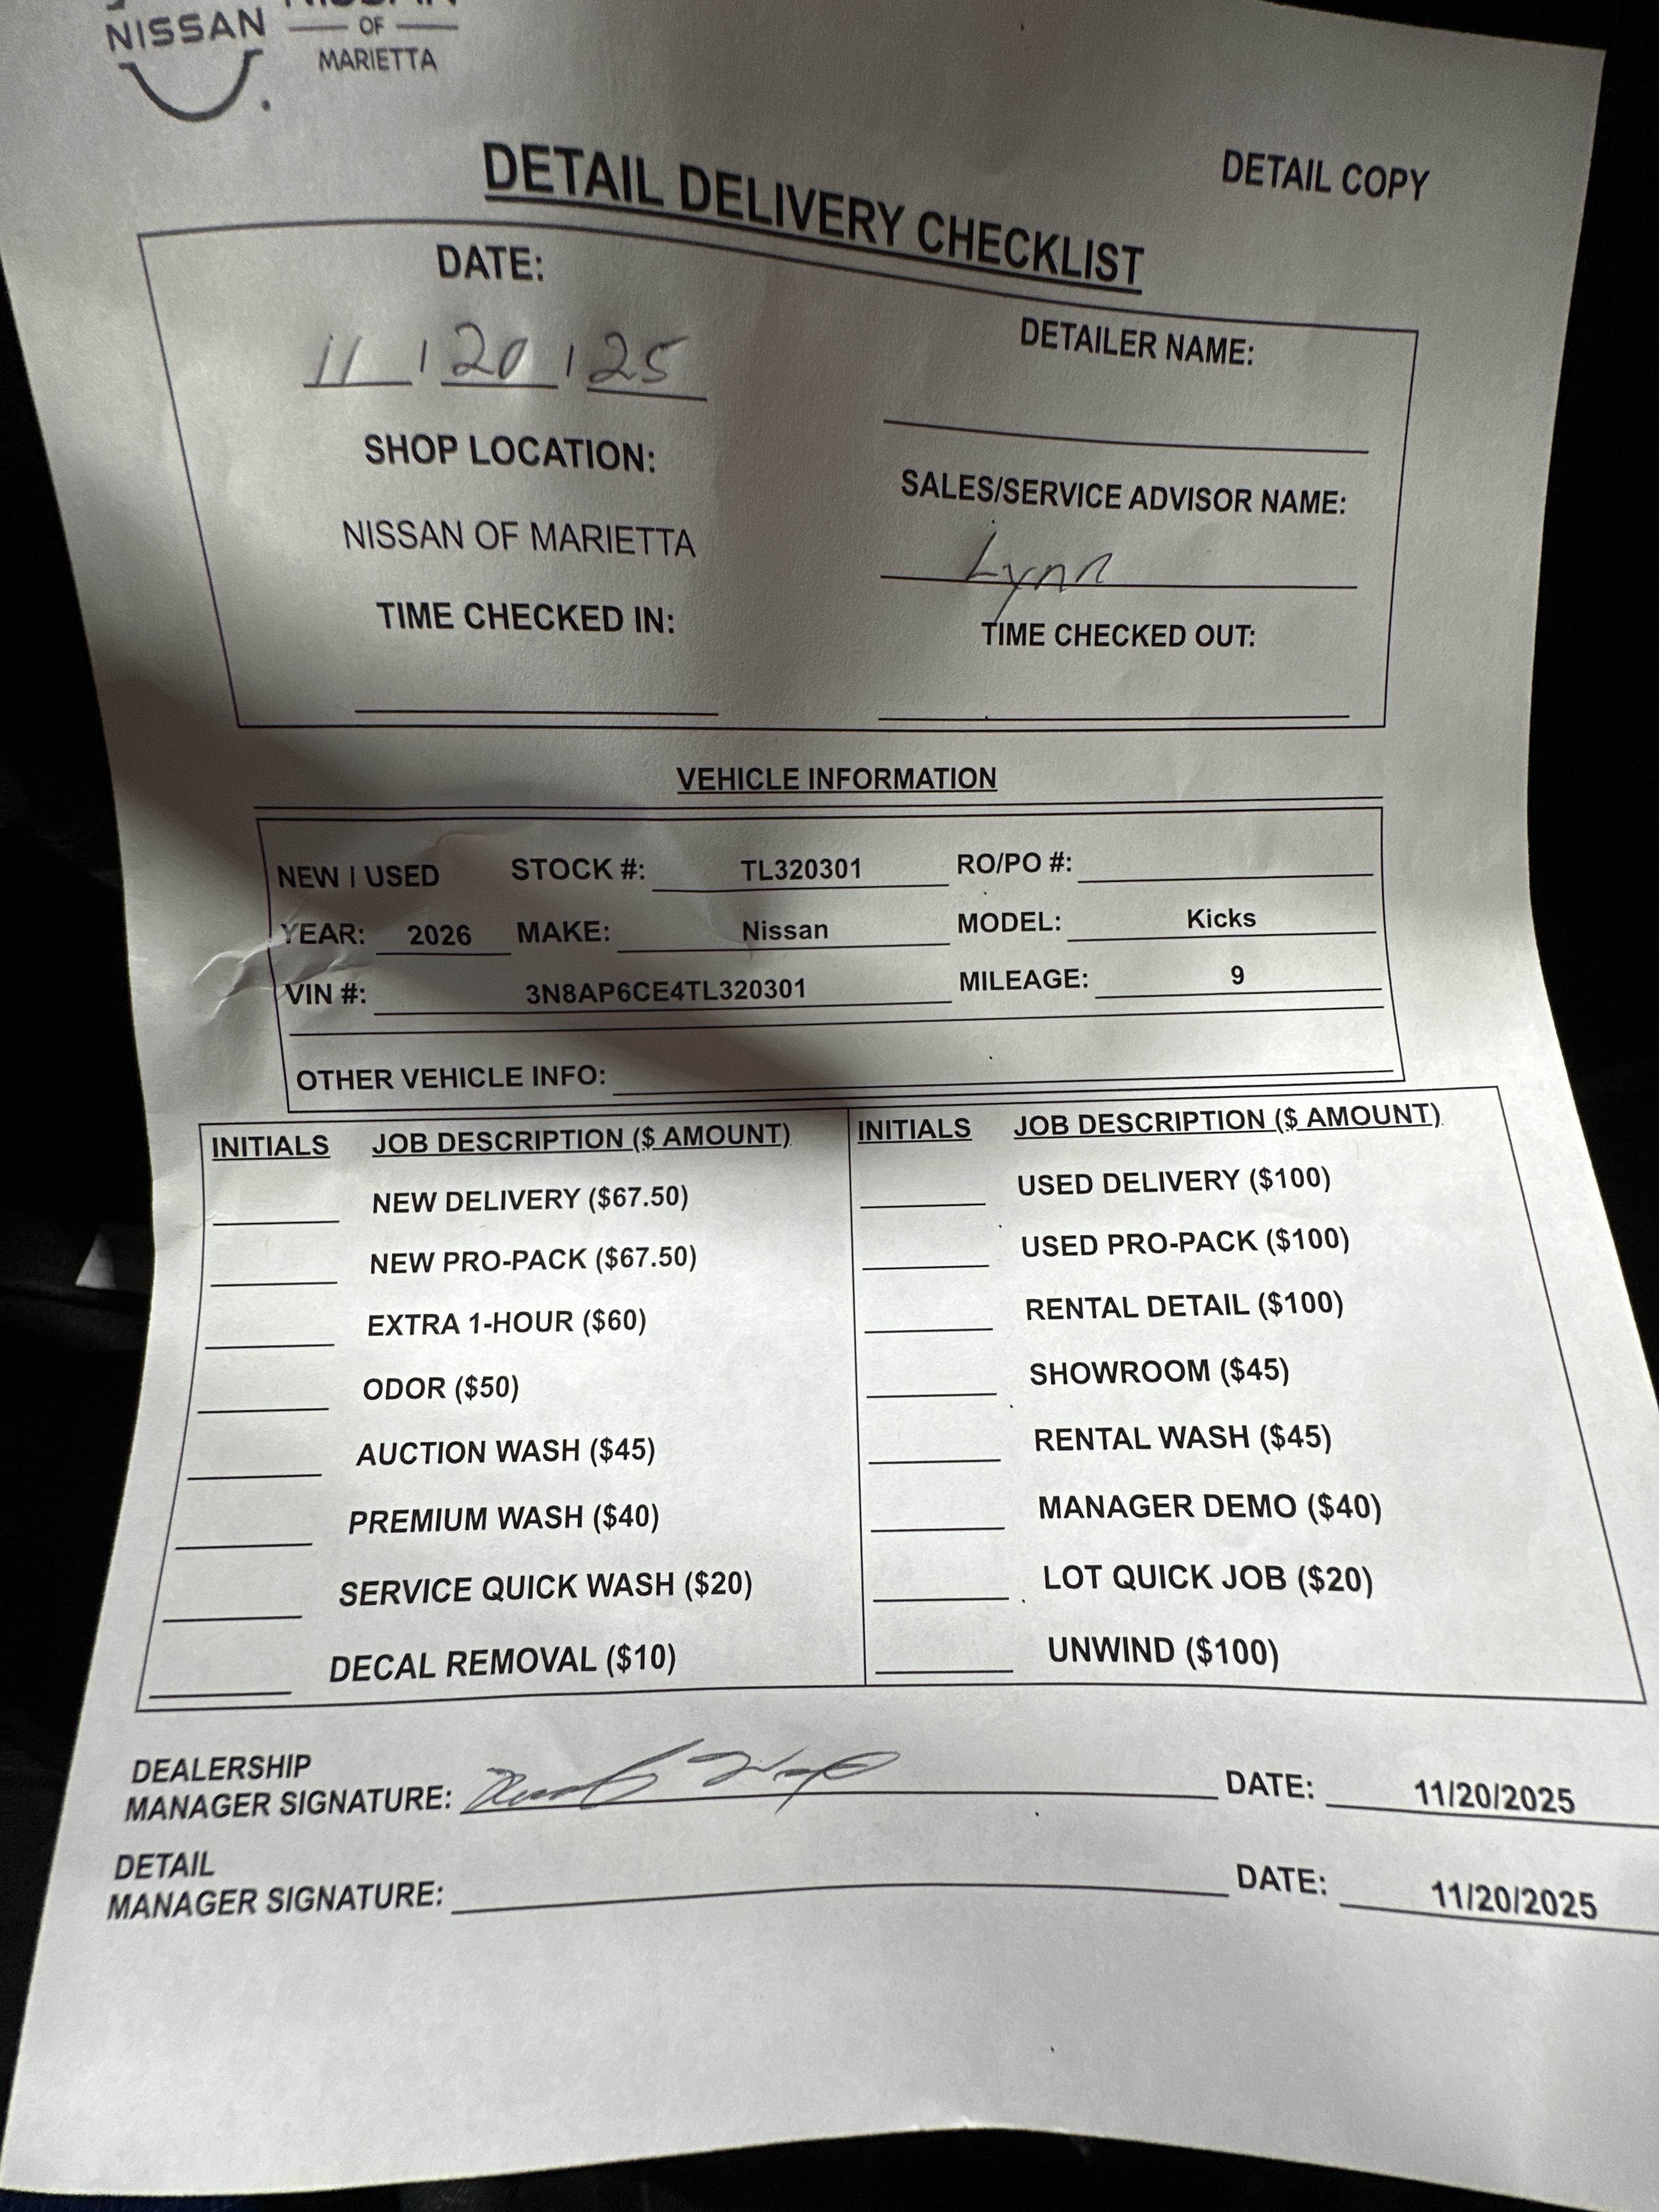 NISSAN
OF
MARIETTA
DETAIL COPY
DETAIL DELIVERY CHECKLIST
DATE:
11 / 20 / 25
DETAILER NAME:
SHOP LOCATION:
NISSAN OF MARIETTA
SALES/SERVICE ADVISOR NAME:
Lynn
TIME CHECKED IN:
TIME CHECKED OUT:
VEHICLE INFORMATION
NEW / USED STOCK #: TL320301 RO/PO #:
YEAR: 2026 MAKE: Nissan MODEL: Kicks
VIN #: 3N8AP6CE4TL320301 MILEAGE: 9
OTHER VEHICLE INFO:
INITIALS JOB DESCRIPTION ($ AMOUNT)
NEW DELIVERY ($67.50)
NEW PRO-PACK ($67.50)
EXTRA 1-HOUR ($60)
ODOR ($50)
AUCTION WASH ($45)
PREMIUM WASH ($40)
SERVICE QUICK WASH ($20)
DECAL REMOVAL ($10)
INITIALS JOB DESCRIPTION ($ AMOUNT)
USED DELIVERY ($100)
USED PRO-PACK ($100)
RENTAL DETAIL ($100)
SHOWROOM ($45)
RENTAL WASH ($45)
MANAGER DEMO ($40)
LOT QUICK JOB ($20)
UNWIND ($100)
DEALERSHIP
MANAGER SIGNATURE: DATE: 11/20/2025
DETAIL
MANAGER SIGNATURE: DATE: 11/20/2025